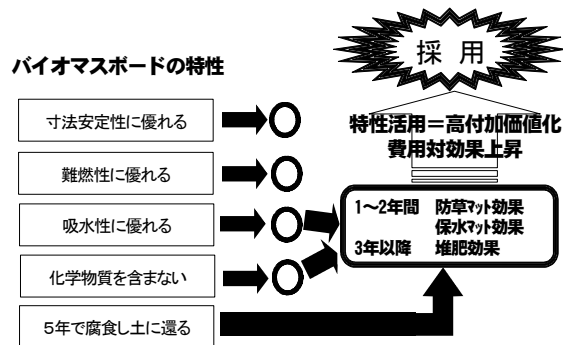 採用
バイオマスボードの特性
特性活用＝高付加価値化
費用対効果上昇
寸法安定性に優れる
難燃性に優れる
吸水性に優れる
化学物質を含まない
5年で腐食し土に還る
1～2年間 防草マット効果
保水マット効果
3年以降 堆肥効果